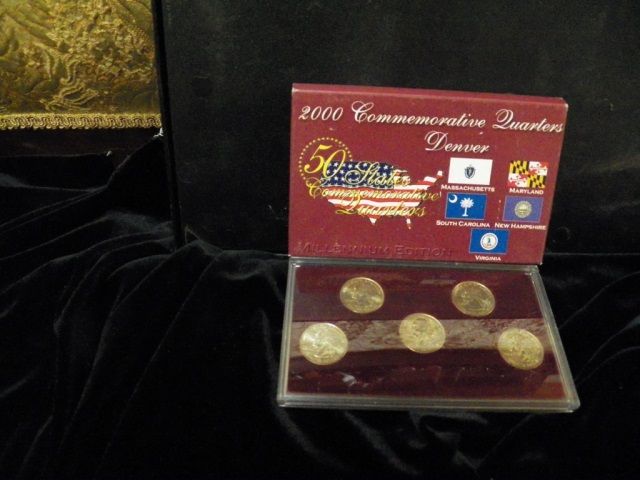 2000 Commemorative Quarters
Denver
50 State
Commemorative
Quarters
MASSACHUSETTS
MARYLAND
SOUTH CAROLINA
NEW HAMPSHIRE
VIRGINIA
MILLENNIUM EDITION